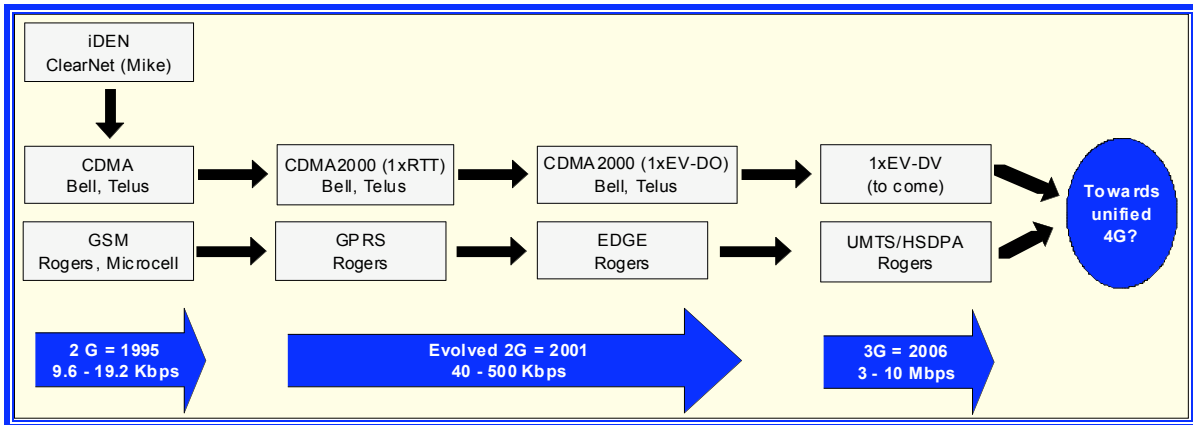 iDEN
ClearNet (Mike)
CDMA
Bell, Telus
CDMA2000 (1xRTT)
Bell, Telus
CDMA2000 (1xEV-DO)
Bell, Telus
1xEV-DV
(to come)
Towards
unified
4G?
GSM
Rogers, Microcell
GPRS
Rogers
EDGE
Rogers
UMTS/HSDPA
Rogers
2 G = 1995
9.6 - 19.2 Kbps
Evolved 2G = 2001
40 - 500 Kbps
3G = 2006
3 - 10 Mbps